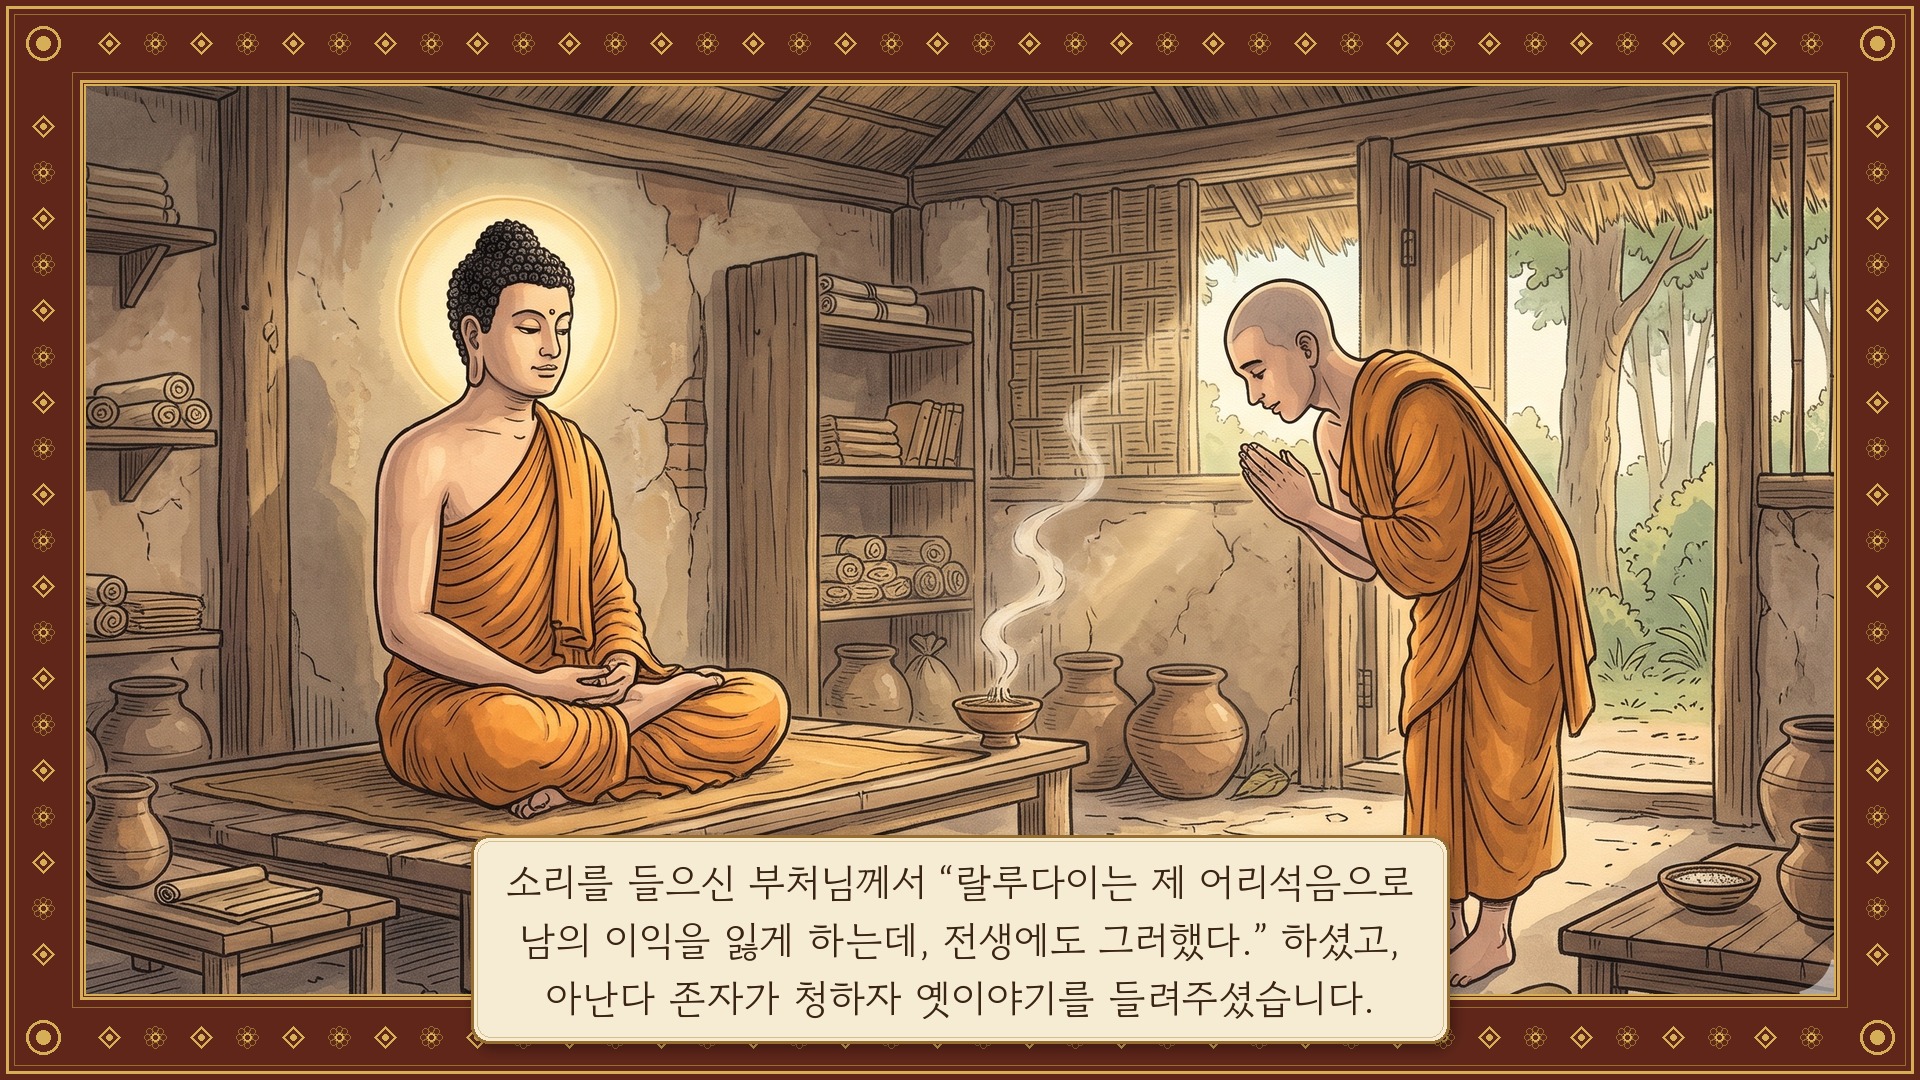 소리를 들으신 부처님께서 “랄루다이는 제 어리석음으로
남의 이익을 잃게 하는데, 전생에도 그러했다.” 하셨고,
아난다 존자가 청하자 옛이야기를 들려주셨습니다.